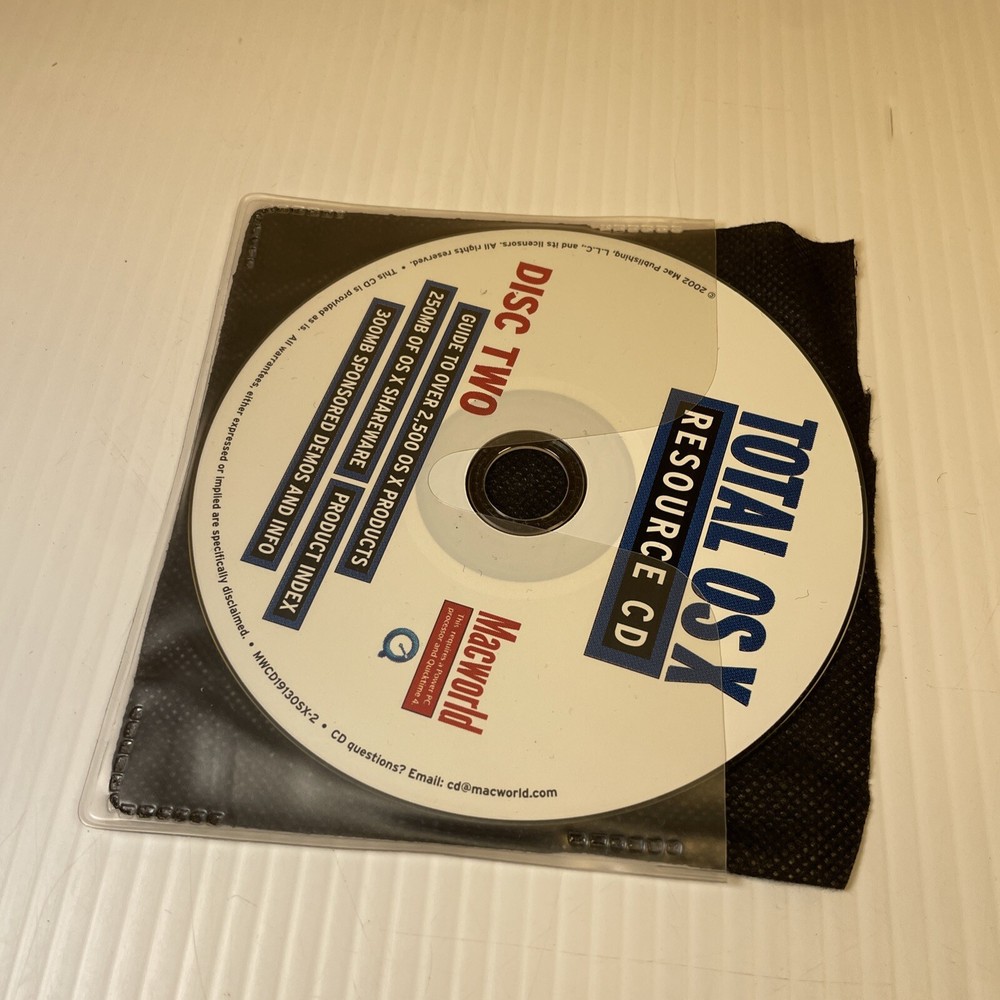 TOTAL OS X
RESOURCE CD
DISC TWO
GUIDE TO OVER 2,500 OS X PRODUCTS
250MB OF OS X SHAREWARE
PRODUCT INDEX
300MB SPONSORED DEMOS AND INFO
Macworld
This requires a Power PC
processor and Quicktime 4
© 2002 Mac Publishing, L.L.C., and its licensors. All rights reserved. • This CD is provided as is. All warrantees, either expressed or implied are specifically disclaimed. • MWCD1913OSX-2 • CD questions? Email: cd@macworld.com